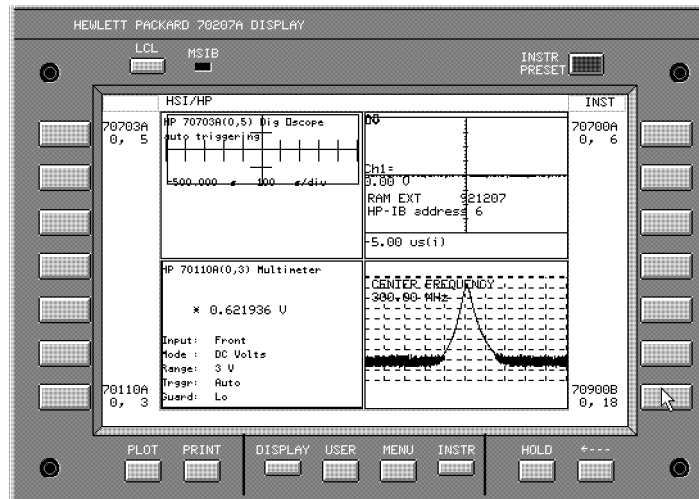 HEWLETT PACKARD 70207A DISPLAY
LCL
MSIB
INSTR
PRESET
HSI/HP
INST
70703A
0, 5
70700A
0, 6
HP 70703A(0,5) Dig Oscope
auto triggering
-500.000 s 100 s/div
Ch1=
0.00 V
RAM EXT 921207
HP-IB address 6
-5.00 us(i)
HP 70110A(0,3) Multimeter
* 0.621936 V
Input: Front
Mode : DC Volts
Range: 3 V
Trggr: Auto
Guard: Lo
CENTER FREQUENCY
300.00 MHz
70110A
0, 3
70900B
0, 18
PLOT
PRINT
DISPLAY
USER
MENU
INSTR
HOLD
←---